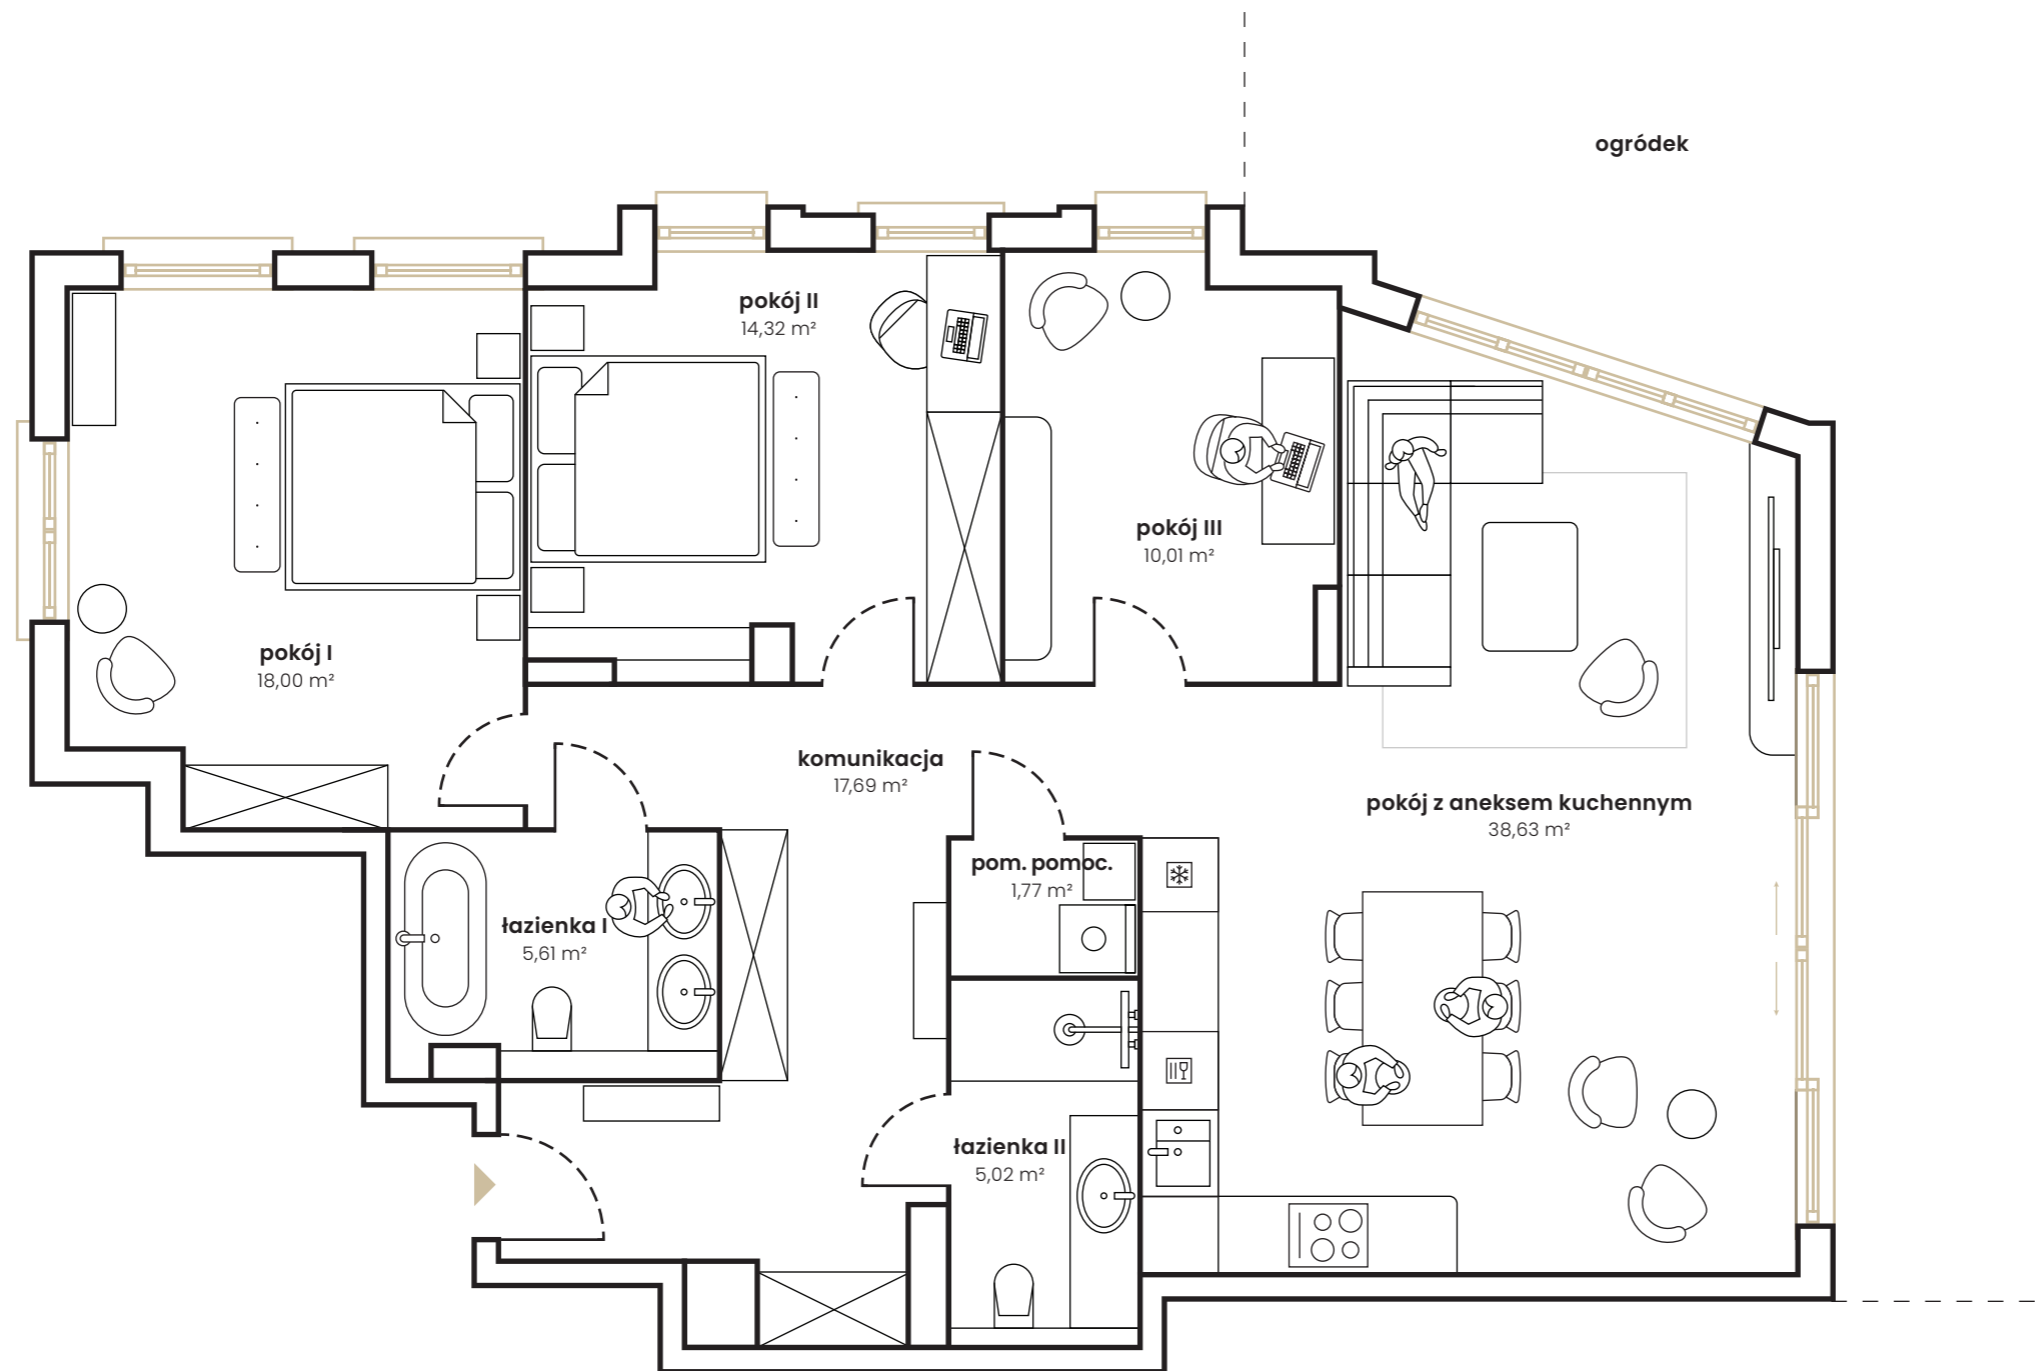 ogródek
pokój II
14,32 m²
pokój III
10,01 m²
pokój I
18,00 m²
komunikacja
17,69 m²
pokój z aneksem kuchennym
38,63 m²
pom. pomoc.
1,77 m²
łazienka I
5,61 m²
łazienka II
5,02 m²